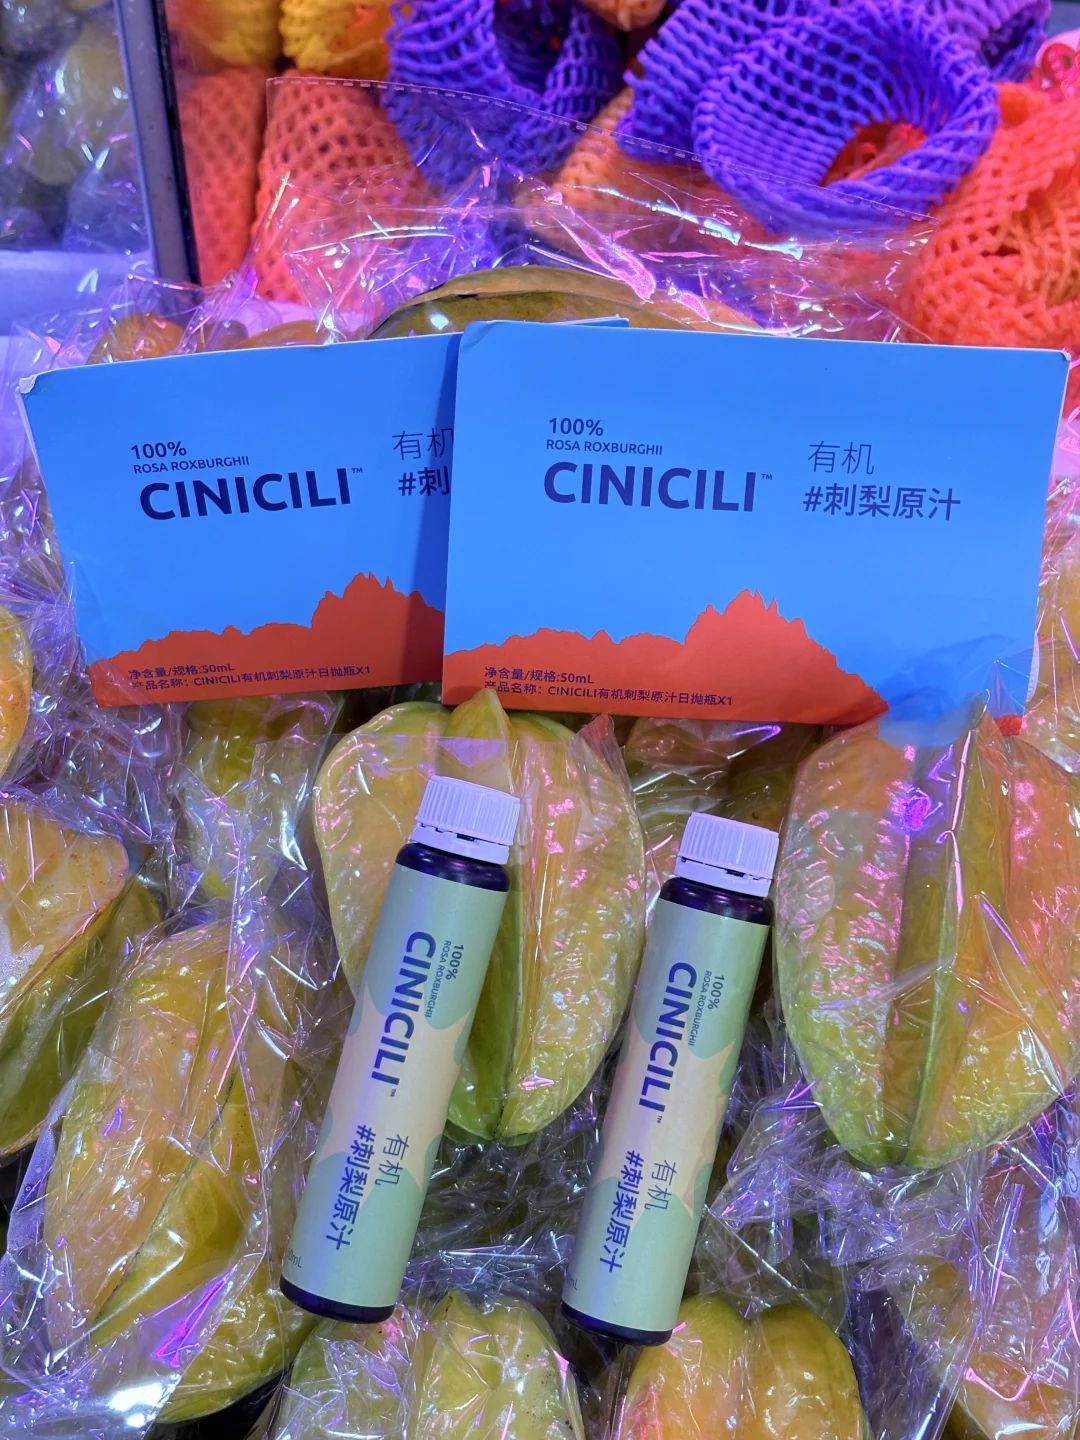 100%
ROSA ROXBURGHII
CINICILI™
有机
#刺
净含量/规格:50mL
产品名称: CINICILI有机刺梨原汁日抛瓶X1
100%
ROSA ROXBURGHII
CINICILI™
有机
#刺梨原汁
净含量/规格:50mL
产品名称: CINICILI有机刺梨原汁日抛瓶X1
100%
ROSA ROXBURGHII
CINICILI™
有机
#刺梨原汁
100%
ROSA ROXBURGHII
CINICILI™
有机
#刺梨原汁